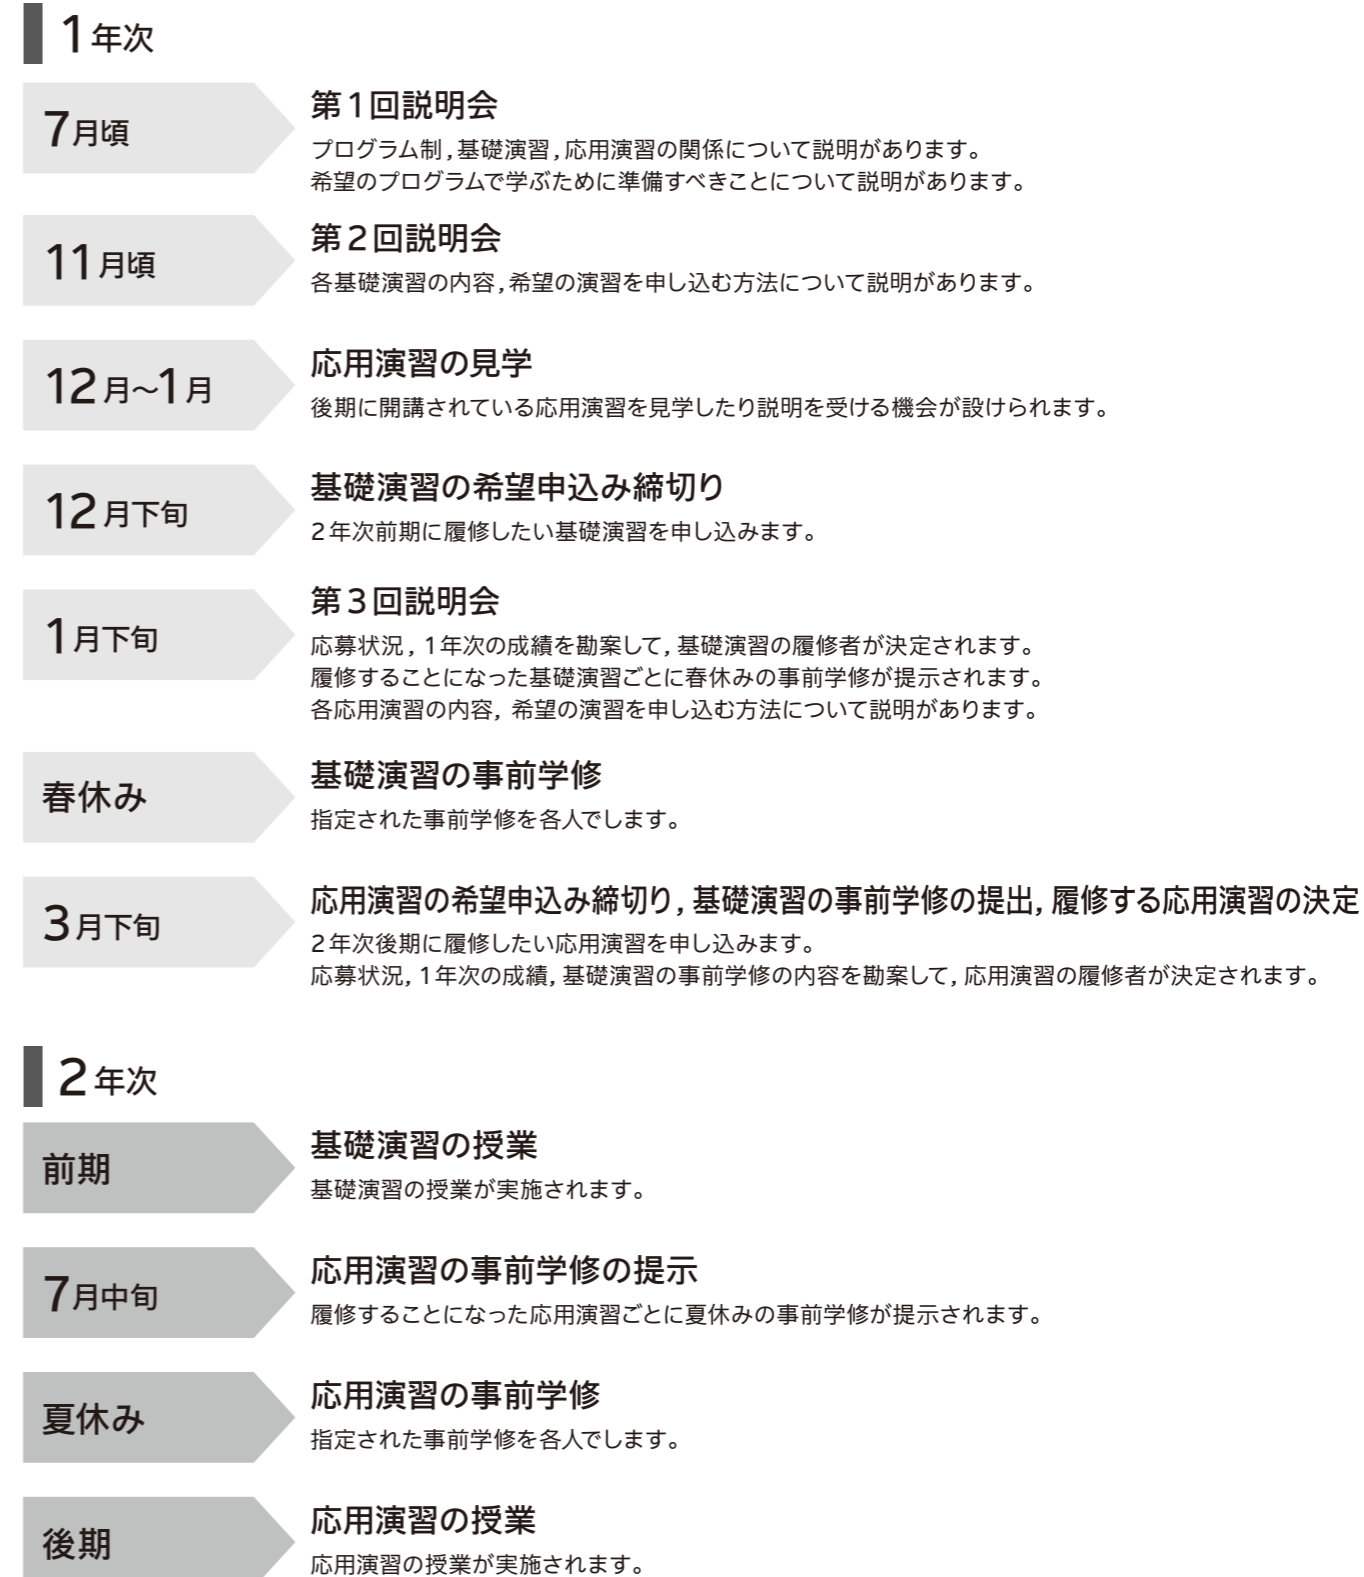 1年次
7月頃
第1回説明会
プログラム制,基礎演習,応用演習の関係について説明があります。
希望のプログラムで学ぶために準備すべきことについて説明があります。
11月頃
第2回説明会
各基礎演習の内容,希望の演習を申し込む方法について説明があります。
12月~1月
応用演習の見学
後期に開講されている応用演習を見学したり説明を受ける機会が設けられます。
12月下旬
基礎演習の希望申込み締切り
2年次前期に履修したい基礎演習を申し込みます。
1月下旬
第3回説明会
応募状況, 1年次の成績を勘案して, 基礎演習の履修者が決定されます。
履修することになった基礎演習ごとに春休みの事前学修が提示されます。
各応用演習の内容, 希望の演習を申し込む方法について説明があります。
春休み
基礎演習の事前学修
指定された事前学修を各人でします。
3月下旬
応用演習の希望申込み締切り, 基礎演習の事前学修の提出, 履修する応用演習の決定
2年次後期に履修したい応用演習を申し込みます。
応募状況, 1年次の成績, 基礎演習の事前学修の内容を勘案して, 応用演習の履修者が決定されます。
2年次
前期
基礎演習の授業
基礎演習の授業が実施されます。
7月中旬
応用演習の事前学修の提示
履修することになった応用演習ごとに夏休みの事前学修が提示されます。
夏休み
応用演習の事前学修
指定された事前学修を各人でします。
後期
応用演習の授業
応用演習の授業が実施されます。